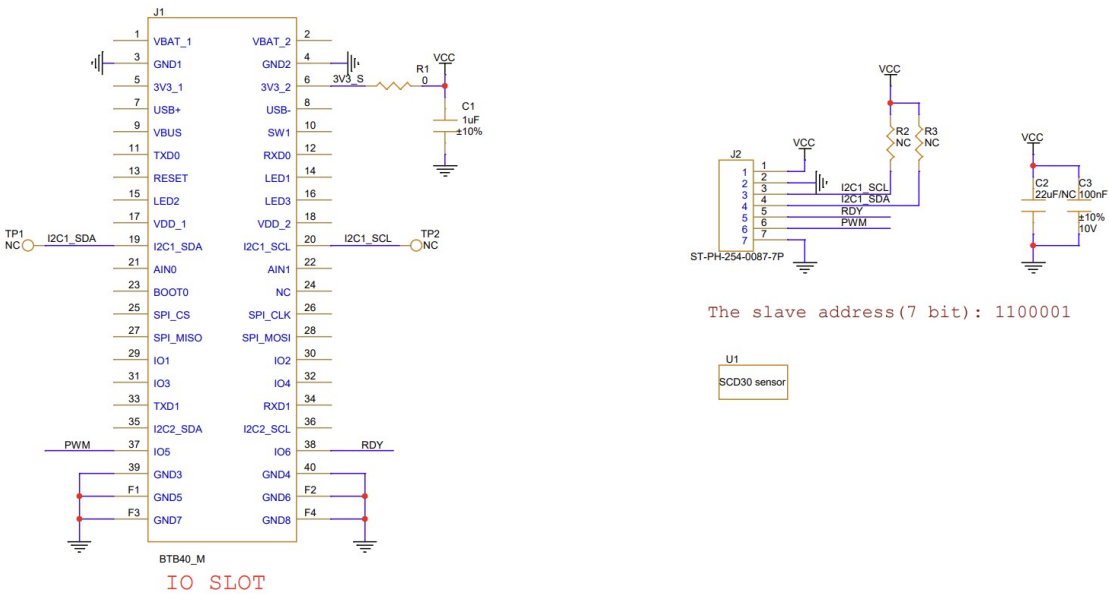 J1
1 VBAT_1 VBAT_2 2
3 GND1 GND2 4
5 3V3_1 3V3_2 6 3V3_S R1 0 VCC
7 USB+ USB- 8
C1 1uF ±10%
9 VBUS SW1 10
11 TXD0 RXD0 12
13 RESET LED1 14
15 LED2 LED3 16
17 VDD_1 VDD_2 18
TP1 NC I2C1_SDA 19 I2C1_SDA I2C1_SCL 20 I2C1_SCL TP2 NC
21 AIN0 AIN1 22
23 BOOT0 NC 24
25 SPI_CS SPI_CLK 26
27 SPI_MISO SPI_MOSI 28
29 IO1 IO2 30
31 IO3 IO4 32
33 TXD1 RXD1 34
35 I2C2_SDA I2C2_SCL 36
PWM 37 IO5 IO6 38 RDY
39 GND3 GND4 40
F1 GND5 GND6 F2
F3 GND7 GND8 F4
BTB40_M
IO SLOT
VCC
R2 NC
R3 NC
J2
VCC
1 1
2 2
3 3 I2C1_SCL
4 4 I2C1_SDA
5 5 RDY
6 6 PWM
7 7
ST-PH-254-0087-7P
VCC
C2 22uF/NC
C3 100nF
±10%
10V
The slave address(7 bit): 1100001
U1
SCD30 sensor